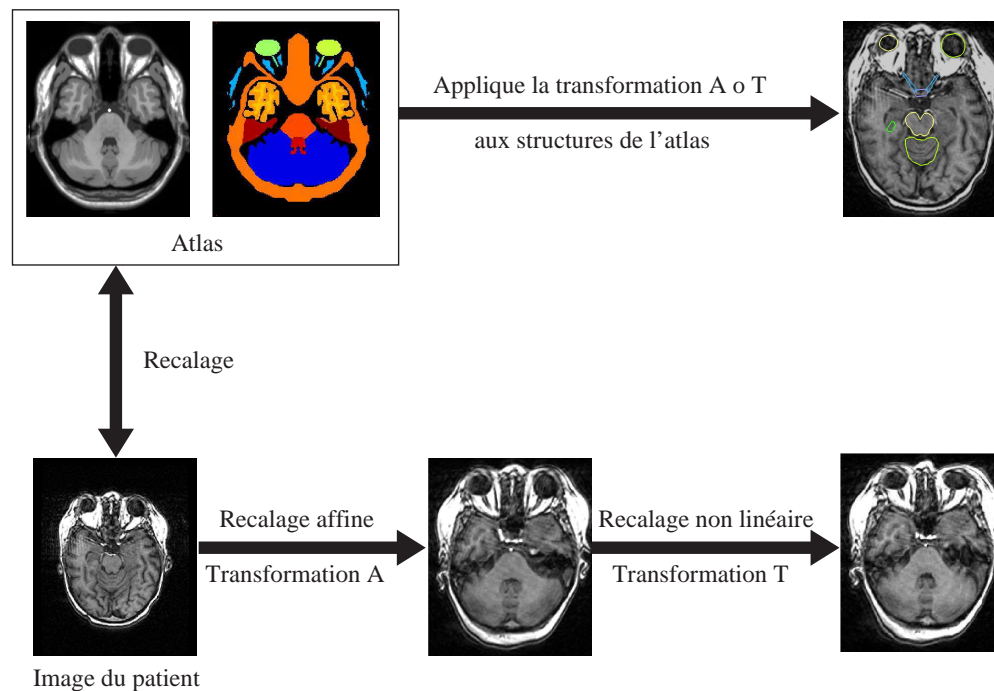 Applique la transformation A o T
aux structures de l'atlas
Atlas
Recalage
Recalage affine
Transformation A
Recalage non linéaire
Transformation T
Image du patient